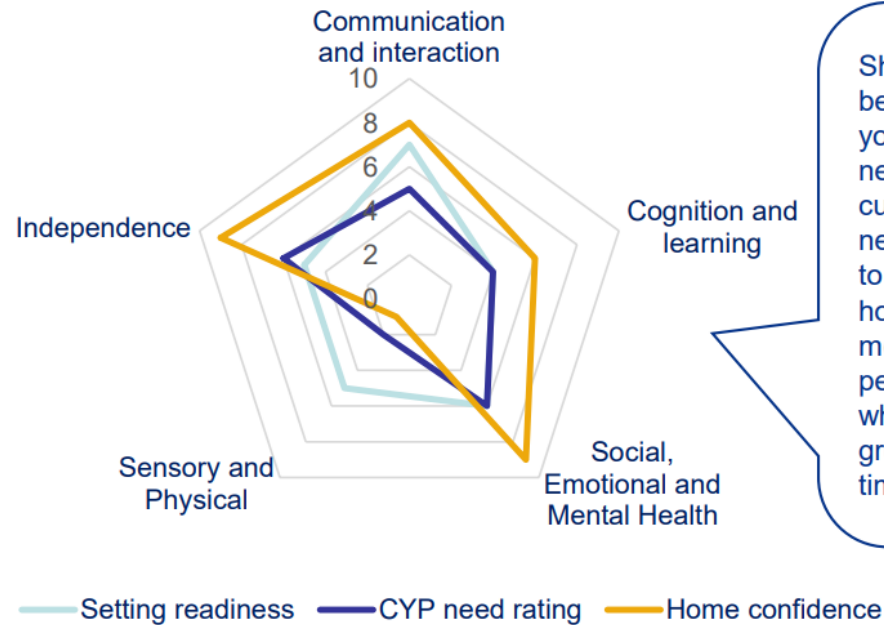 Communication
and interaction
10
8
6
4
2
0
Independence
Cognition and
learning
Sensory and
Physical
Social,
Emotional and
Mental Health
Setting readiness
CYP need rating
Home confidence